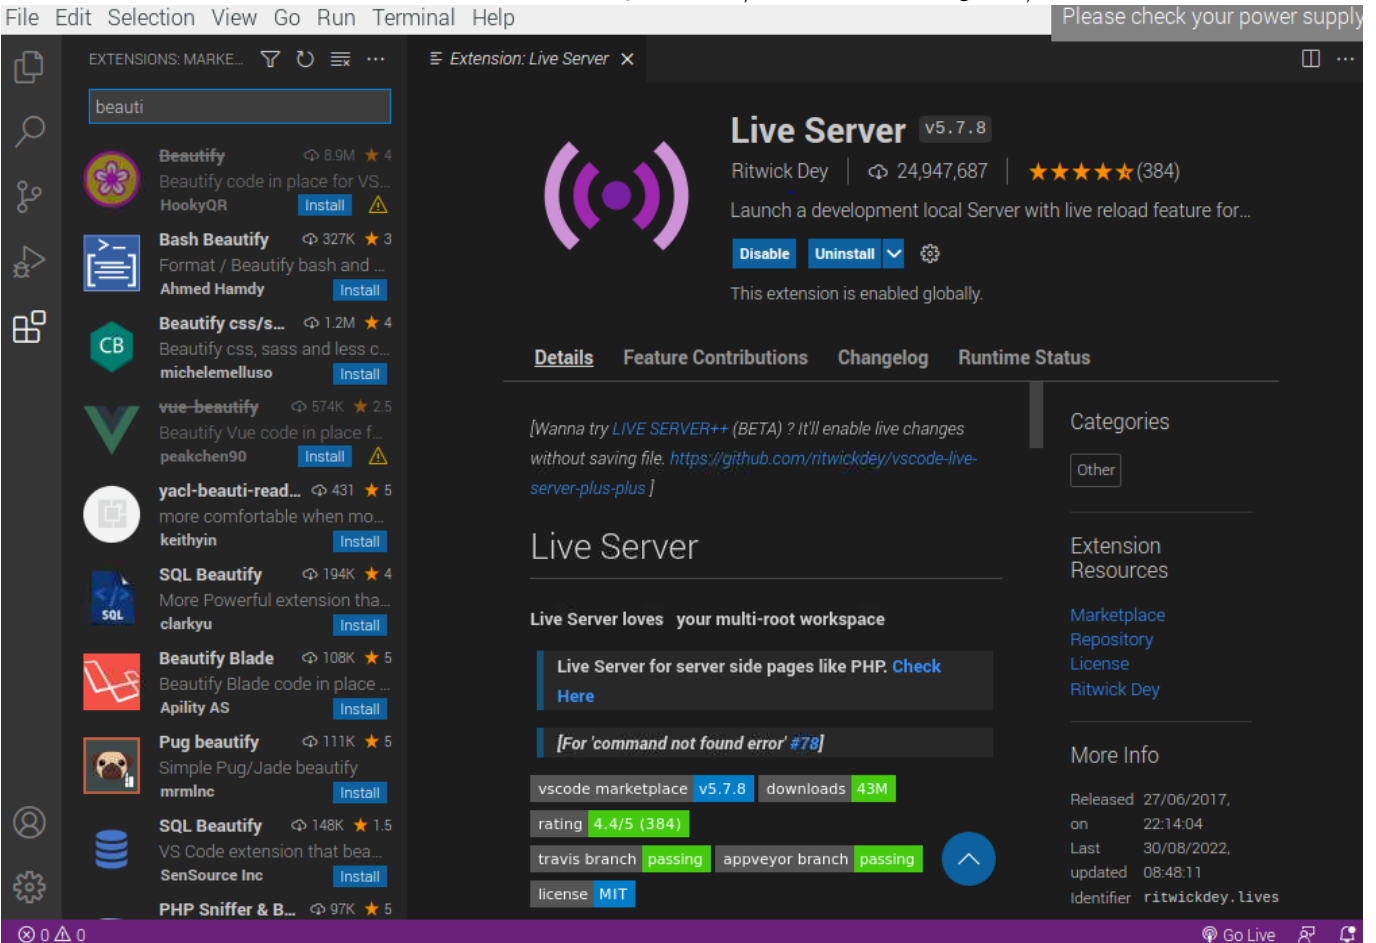 File Edit Selection View Go Run Terminal Help
Please check your power supply
EXTENSIONS: MARKE...
Extension: Live Server
beauti
Beautify 8.9M 4
Beautify code in place for VS...
HookyQR Install
Bash Beautify 327K 3
Format / Beautify bash and ...
Ahmed Hamdy Install
Beautify css/s... 1.2M 4
Beautify css, sass and less c...
michelemelluso Install
vue-beautify 574K 2.5
Beautify Vue code in place f...
peakchen90 Install
yacl-beauti-read... 431 5
more comfortable when mo...
keithyin Install
SQL Beautify 194K 4
More Powerful extension tha...
clarkyu Install
Beautify Blade 108K 5
Beautify Blade code in place ...
Apility AS Install
Pug beautify 111K 5
Simple Pug/Jade beautify
mrmlnc Install
SQL Beautify 148K 1.5
VS Code extension that bea...
SenSource Inc Install
PHP Sniffer & B... 97K 5
CB
SQL
Live Server v5.7.8
Ritwick Dey 24,947,687 (384)
Launch a development local Server with live reload feature for...
Disable Uninstall
This extension is enabled globally.
Details Feature Contributions Changelog Runtime Status
[Wanna try LIVE SERVER++ (BETA) ? It'll enable live changes
without saving file. https://github.com/ritwickdey/vscode-live-
server-plus-plus ]
Live Server
Live Server loves your multi-root workspace
Live Server for server side pages like PHP. Check
Here
[For 'command not found error' #78]
vscode marketplace v5.7.8 downloads 43M
rating 4.4/5 (384)
travis branch passing appveyor branch passing
license MIT
Categories
Other
Extension
Resources
Marketplace
Repository
License
Ritwick Dey
More Info
Released 27/06/2017,
on 22:14:04
Last 30/08/2022,
updated 08:48:11
Identifier ritwickdey.lives
0 0
Go Live